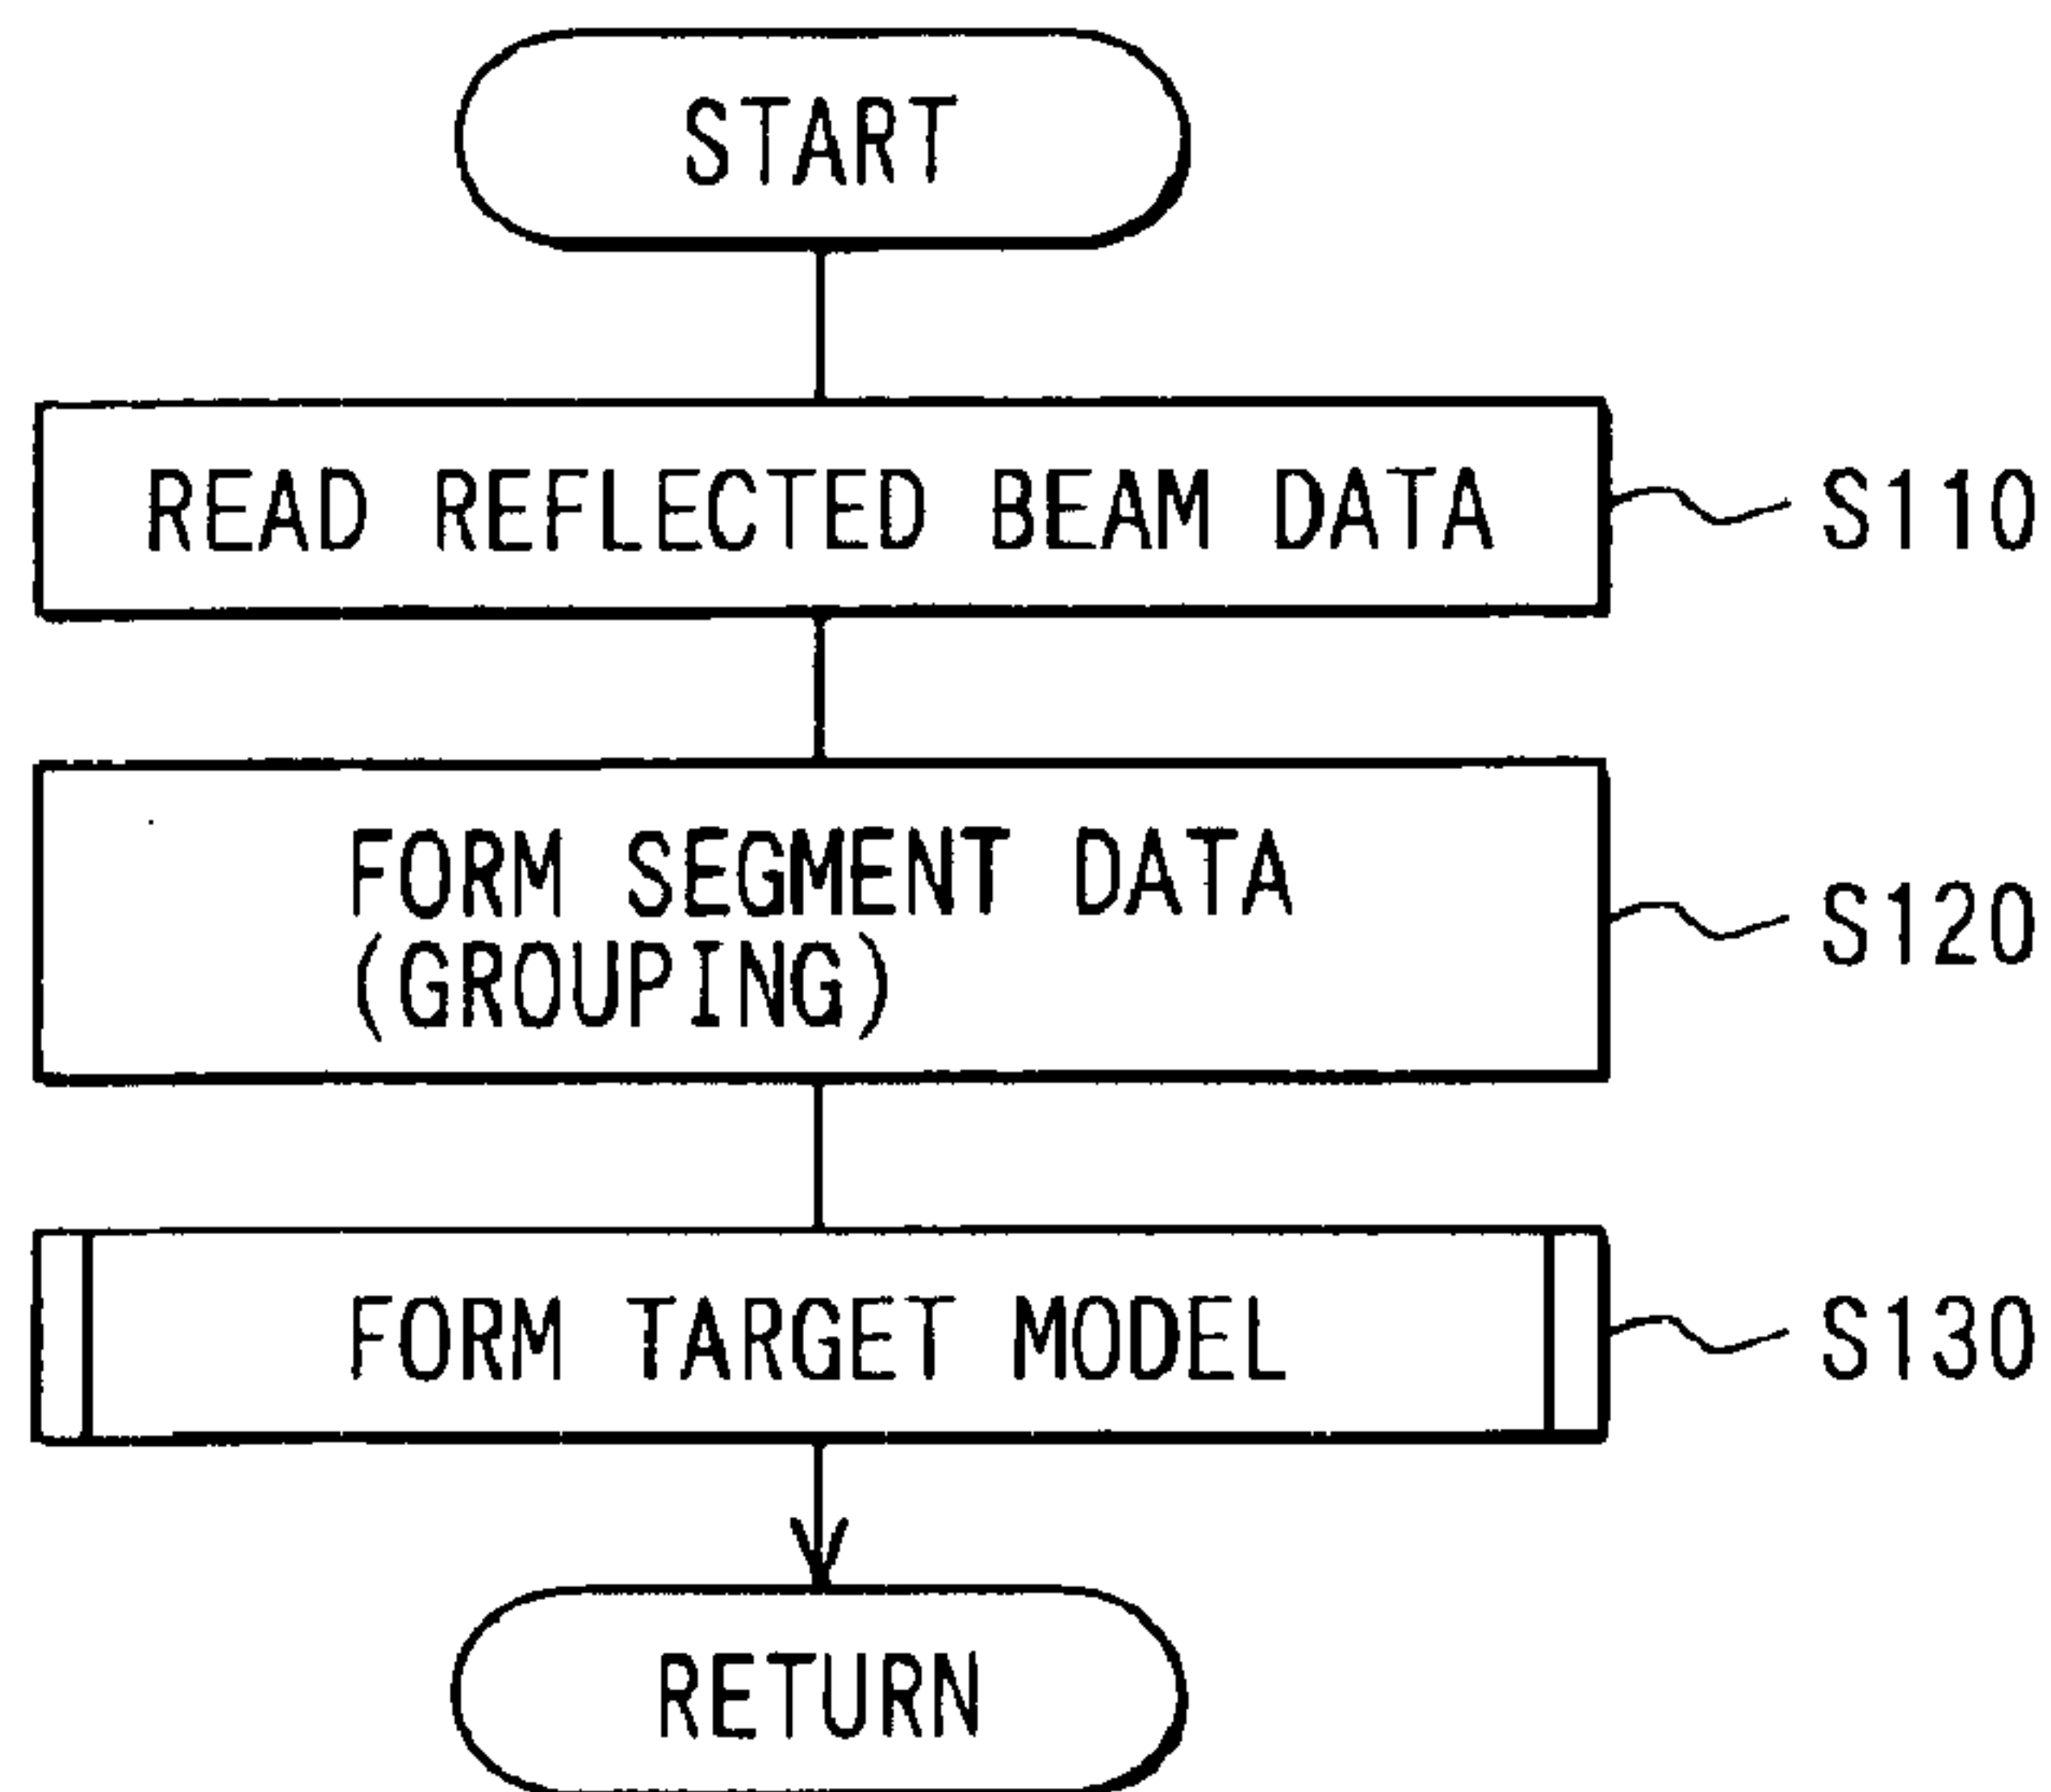 START
READ REFLECTED BEAM DATA
S110
FORM SEGMENT DATA
(GROUPING)
S120
FORM TARGET MODEL
S130
RETURN